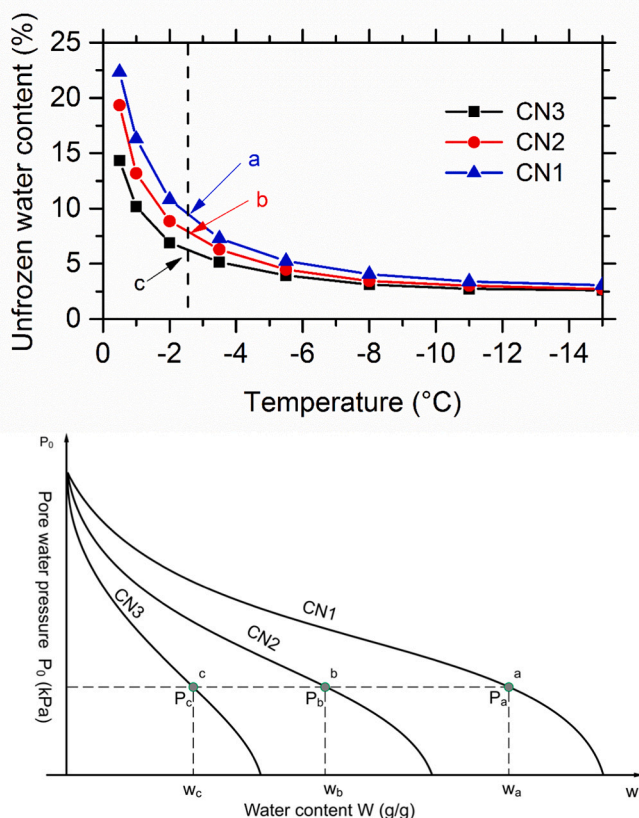 Unfrozen water content (%)
25
20
15
10
5
0
CN3
CN2
CN1
a
b
c
0 -2 -4 -6 -8 -10 -12 -14
Temperature (°C)
P₀
Pore water pressure P₀ (kPa)
CN1
CN2
CN3
c b a
Pc Pb Pa
wc wb wa w
Water content W (g/g)